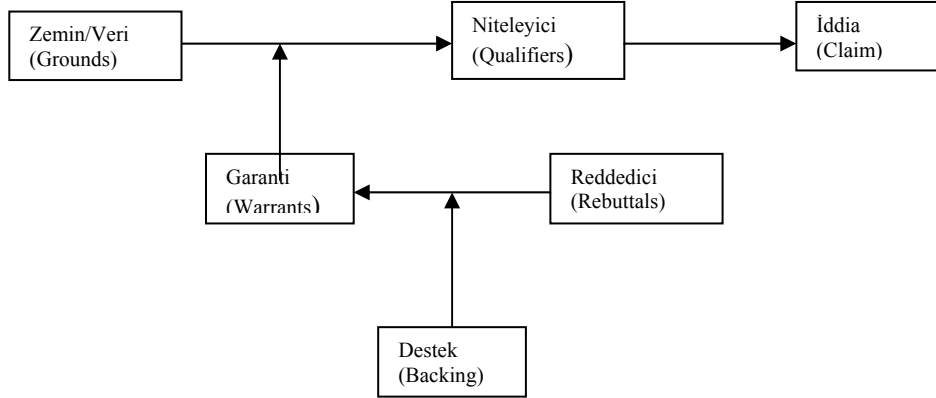 Zemin/Veri
(Grounds)
Niteleyici
(Qualifiers)
İddia
(Claim)
Garanti
(Warrants)
Reddedici
(Rebuttals)
Destek
(Backing)